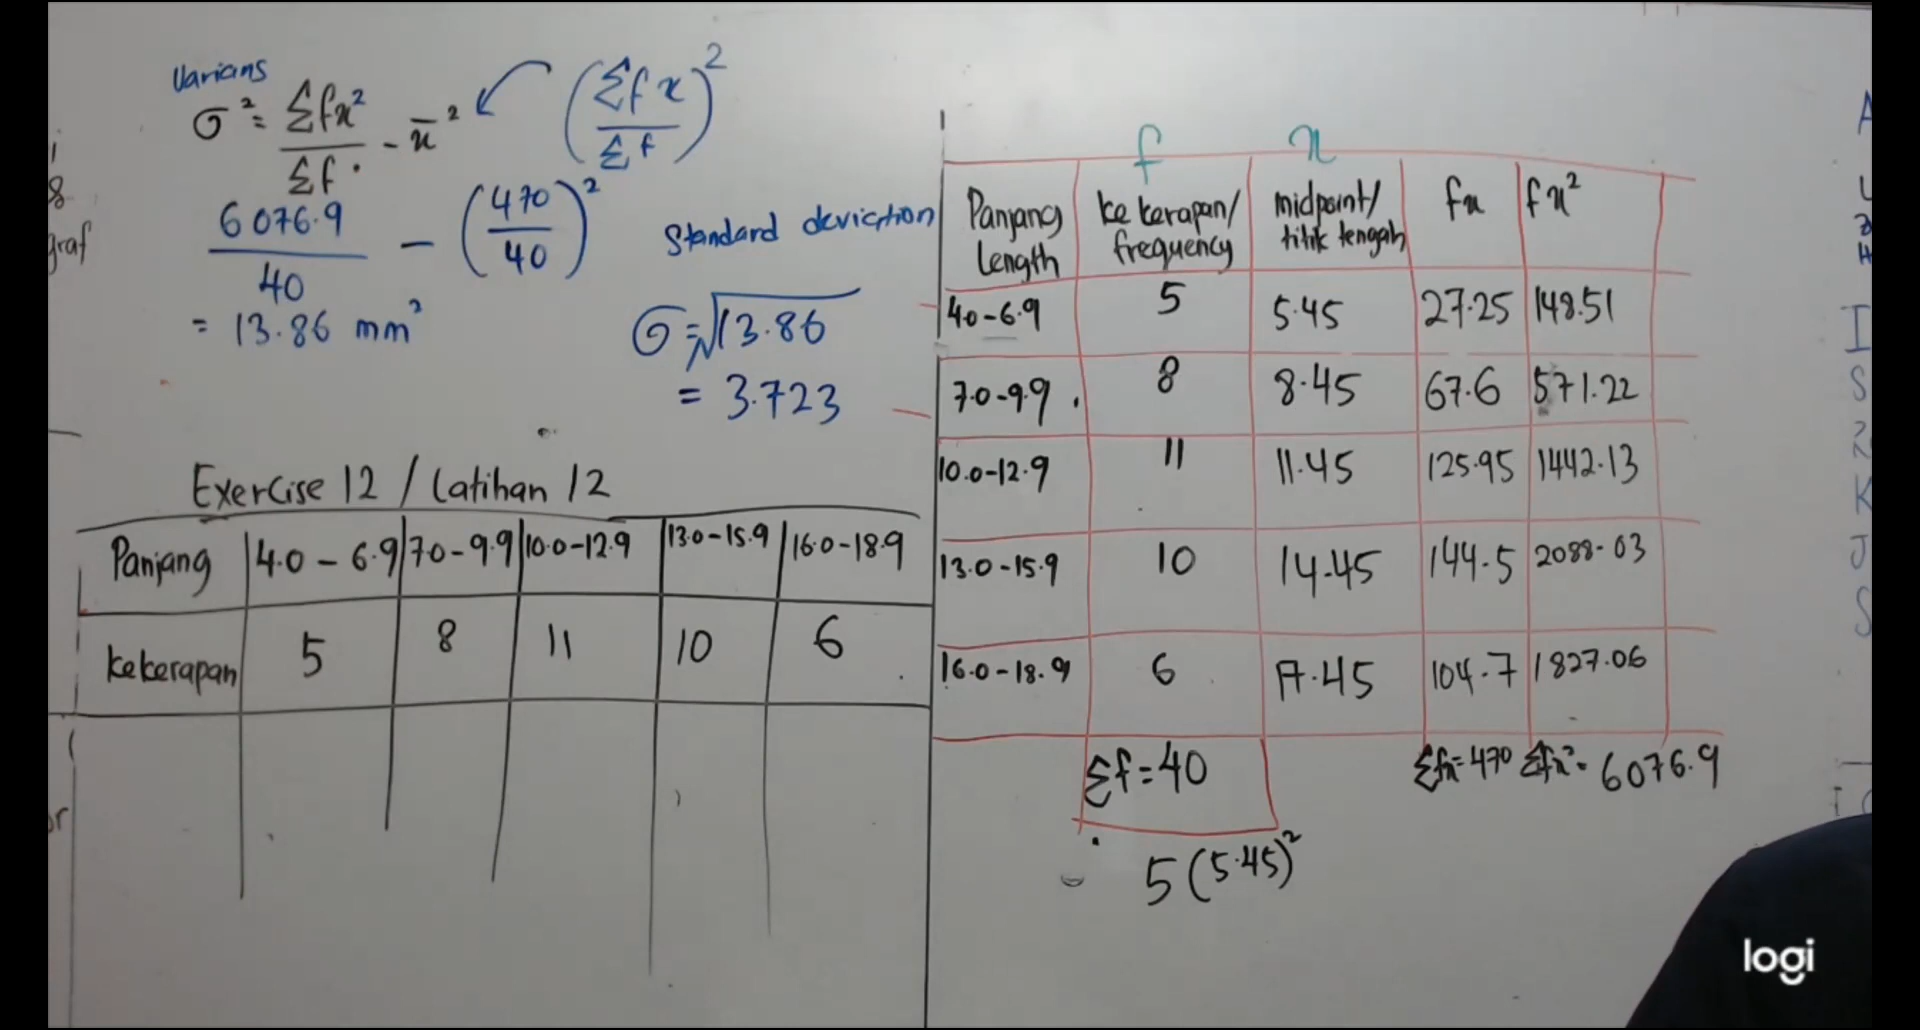 Varians
σ² = Σfx² / Σf - x̄² (Σfx / Σf)²
6076.9 / 40 - (470 / 40)²
= 13.86 mm²
Standard deviation
σ = √13.86
= 3.723
Exercise 12 / Latihan 12
Panjang 4.0 - 6.9 7.0 - 9.9 10.0 - 12.9 13.0 - 15.9 16.0 - 18.9
kekerapan 5 8 11 10 6
f x
Panjang kekerapan/ midpoint/ fx fx²
Length frequency titik tengah
4.0 - 6.9 5 5.45 27.25 148.51
7.0 - 9.9 8 8.45 67.6 571.22
10.0 - 12.9 11 11.45 125.95 1442.13
13.0 - 15.9 10 14.45 144.5 2088.03
16.0 - 18.9 6 17.45 104.7 1827.06
Σf = 40 Σfx = 470 Σfx² = 6076.9
5(5.45)²
8
graf
or
logi